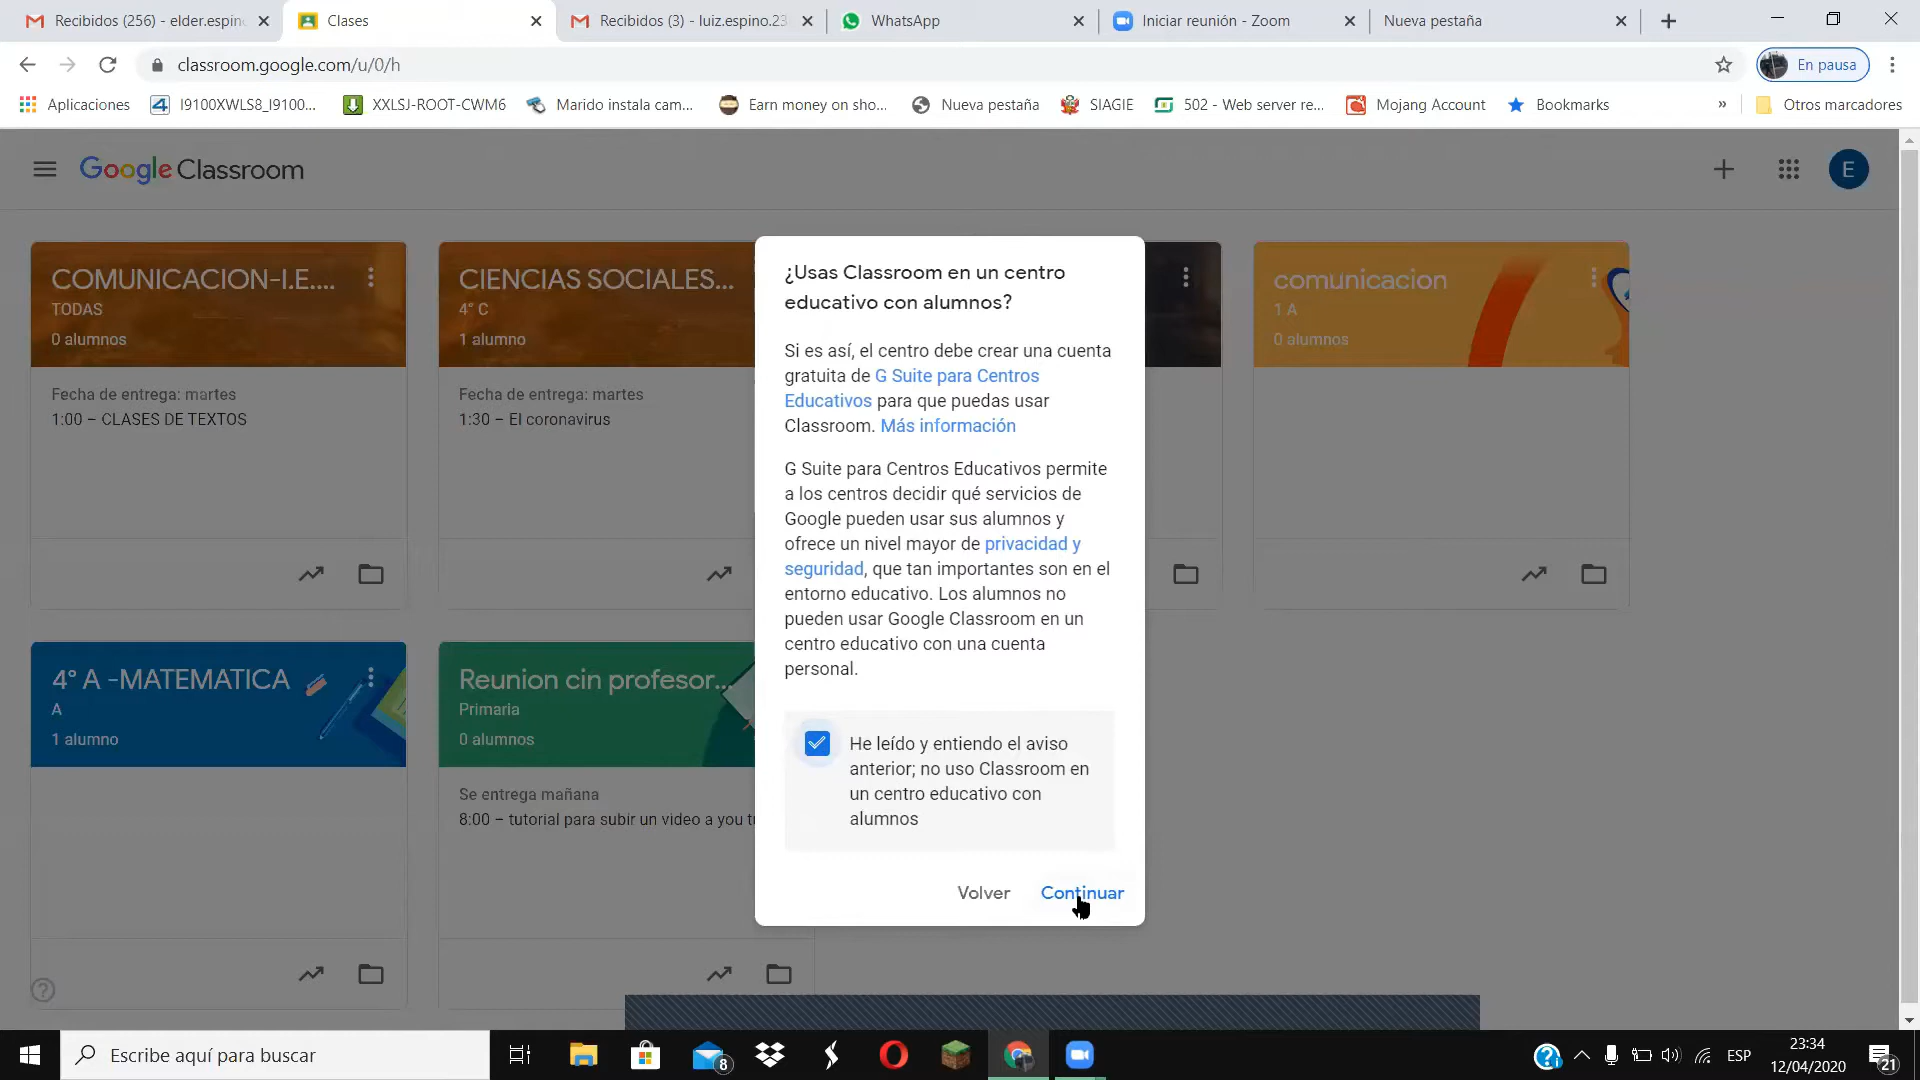 Recibidos (256) - elder.espin
Clases
Recibidos (3) - luiz.espino.23
WhatsApp
Iniciar reunión - Zoom
Nueva pestaña
classroom.google.com/u/0/h
En pausa
Aplicaciones
I9100XWLS8_I9100...
XXLSJ-ROOT-CWM6
Marido instala cam...
Earn money on sho...
Nueva pestaña
SIAGIE
502 - Web server re...
Mojang Account
Bookmarks
»
Otros marcadores
Google Classroom
E
COMUNICACION-I.E....
TODAS
0 alumnos
Fecha de entrega: martes
1:00 – CLASES DE TEXTOS
CIENCIAS SOCIALES...
4° C
1 alumno
Fecha de entrega: martes
1:30 – El coronavirus
comunicacion
1 A
0 alumnos
4° A -MATEMATICA
A
1 alumno
Reunion cin profesor...
Primaria
0 alumnos
Se entrega mañana
8:00 – tutorial para subir un video a you tu
¿Usas Classroom en un centro
educativo con alumnos?
Si es así, el centro debe crear una cuenta
gratuita de G Suite para Centros
Educativos para que puedas usar
Classroom. Más información
G Suite para Centros Educativos permite
a los centros decidir qué servicios de
Google pueden usar sus alumnos y
ofrece un nivel mayor de privacidad y
seguridad, que tan importantes son en el
entorno educativo. Los alumnos no
pueden usar Google Classroom en un
centro educativo con una cuenta
personal.
He leído y entiendo el aviso
anterior; no uso Classroom en
un centro educativo con
alumnos
Volver
Continuar
Escribe aquí para buscar
8
ESP
23:34
12/04/2020
21